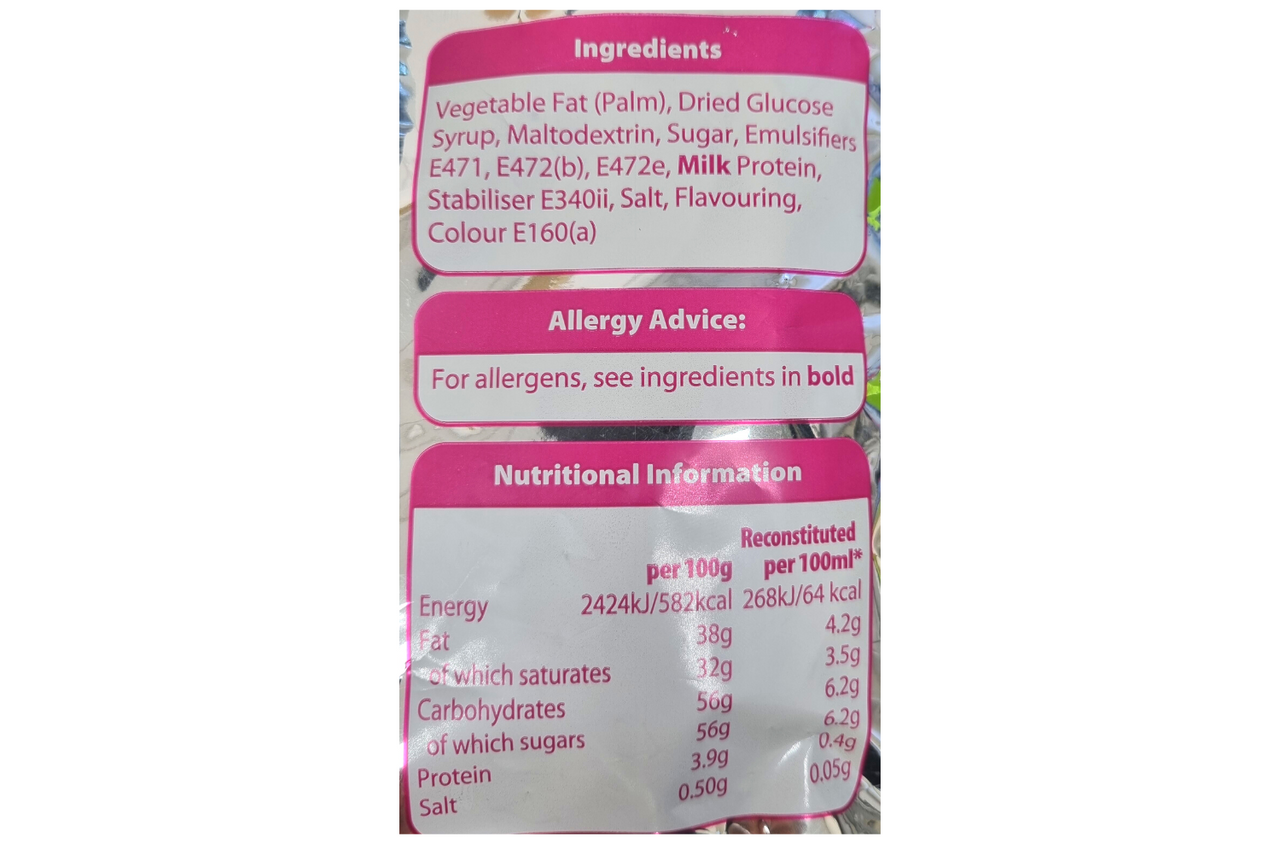 Ingredients
Vegetable Fat (Palm), Dried Glucose
Syrup, Maltodextrin, Sugar, Emulsifiers
E471, E472(b), E472e, Milk Protein,
Stabiliser E340ii, Salt, Flavouring,
Colour E160(a)
Allergy Advice:
For allergens, see ingredients in bold
Nutritional Information
Reconstituted
per 100g per 100ml*
Energy 2424kJ/582kcal 268kJ/64 kcal
Fat 38g 4.2g
of which saturates 32g 3.5g
Carbohydrates 56g 6.2g
of which sugars 56g 6.2g
Protein 3.9g 0.4g
Salt 0.50g 0.05g